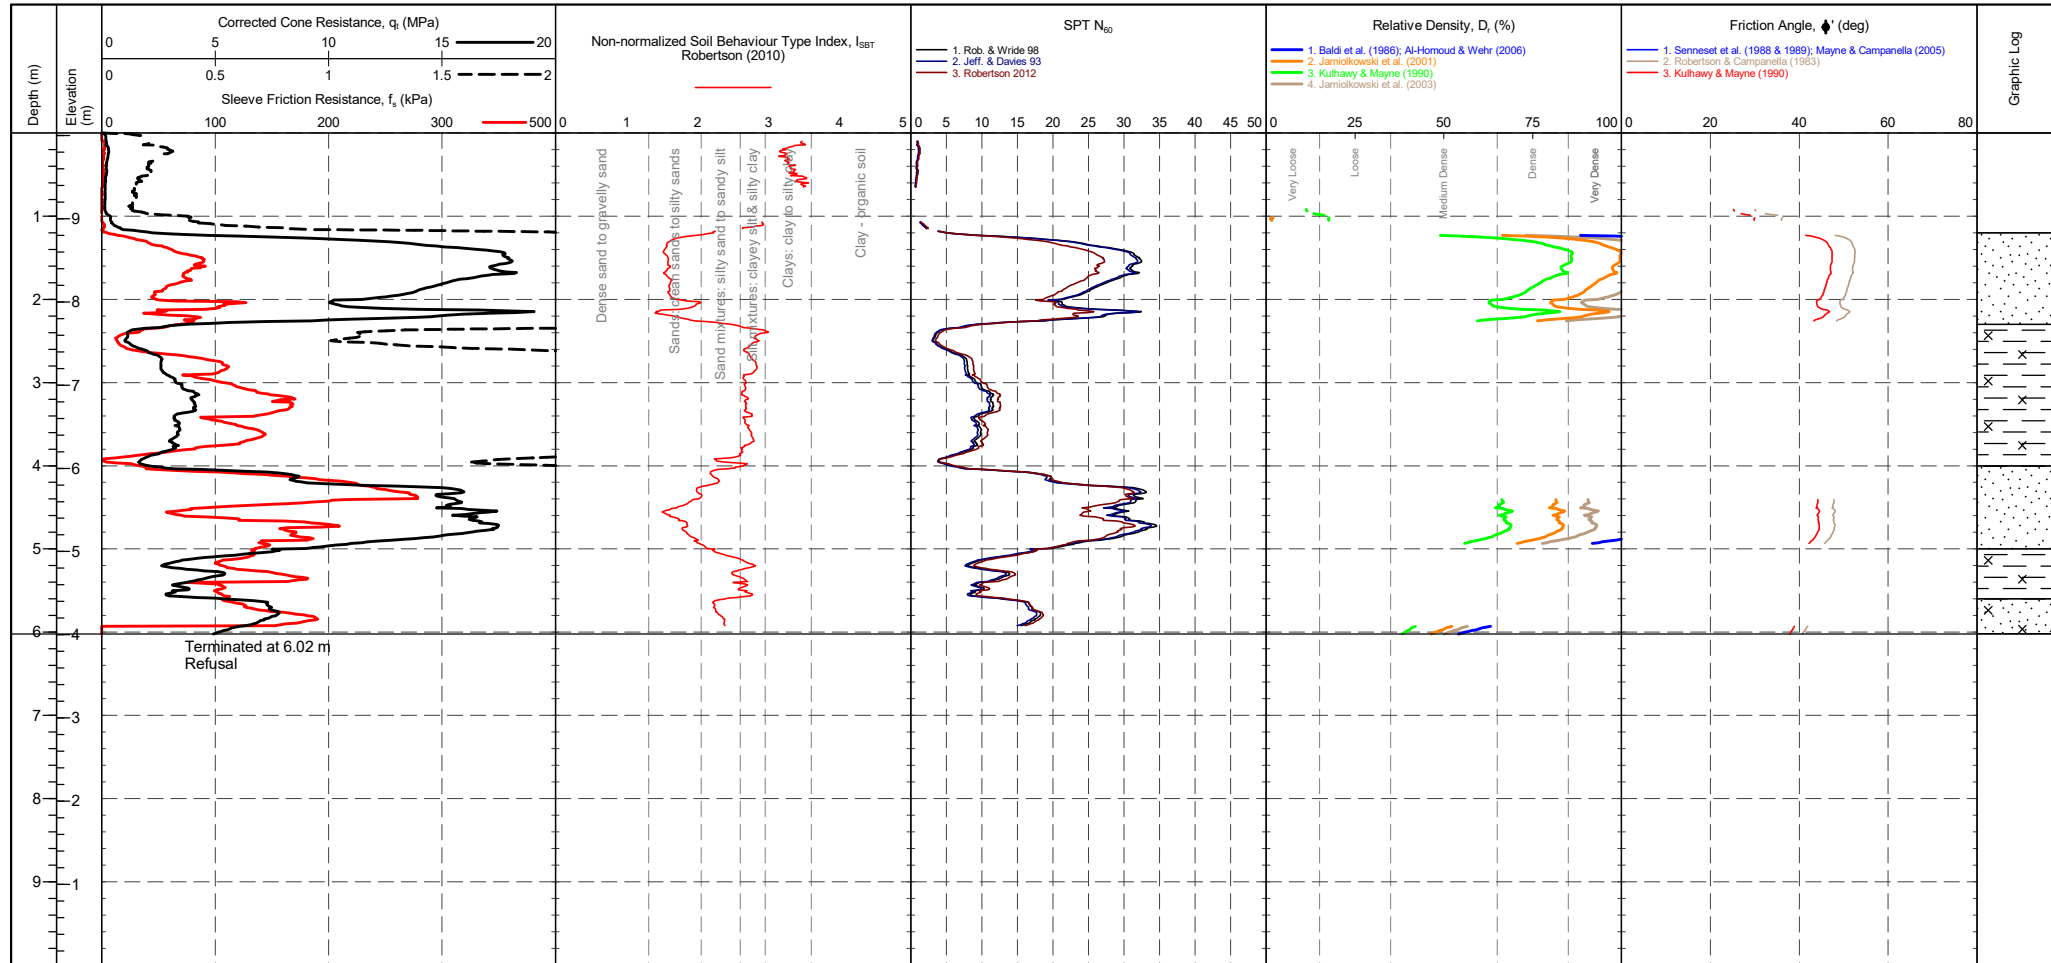 Depth (m)
Elevation
(m)
Corrected Cone Resistance, qt (MPa)
0 5 10 15 20
0 0.5 1 1.5 2
Sleeve Friction Resistance, fs (kPa)
0 100 200 300 500
Non-normalized Soil Behaviour Type Index, ISBT
Robertson (2010)
0 1 2 3 4 5
Dense sand to gravelly sand
Sands: clean sands to silty sands
Sand mixtures: silty sand to sandy silt
Silt mixtures: clayey silt & silty clay
Clays: clay to silty clay
Clay - organic soil
SPT N60
1. Rob. & Wride 98
2. Jeff. & Davies 93
3. Robertson 2012
0 5 10 15 20 25 30 35 40 45 50
Relative Density, Dr (%)
1. Baldi et al. (1986); Al-Homoud & Wehr (2006)
2. Jamiolkowski et al. (2001)
3. Kulhawy & Mayne (1990)
4. Jamiolkowski et al. (2003)
0 25 50 75 100
Very Loose
Loose
Medium Dense
Dense
Very Dense
Friction Angle, ϕ' (deg)
1. Senneset et al. (1988 & 1989); Mayne & Campanella (2005)
2. Robertson & Campanella (1983)
3. Kulhawy & Mayne (1990)
0 20 40 60 80
Graphic Log
1 9
2 8
3 7
4 6
5 5
6 4
Terminated at 6.02 m
Refusal
7 3
8 2
9 1